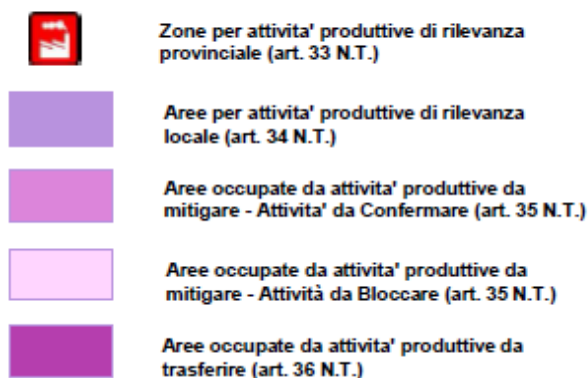 Zone per attivita' produttive di rilevanza
provinciale (art. 33 N.T.)
Aree per attivita' produttive di rilevanza
locale (art. 34 N.T.)
Aree occupate da attivita' produttive da
mitigare - Attivita' da Confermare (art. 35 N.T.)
Aree occupate da attivita' produttive da
mitigare - Attività da Bloccare (art. 35 N.T.)
Aree occupate da attivita' produttive da
trasferire (art. 36 N.T.)